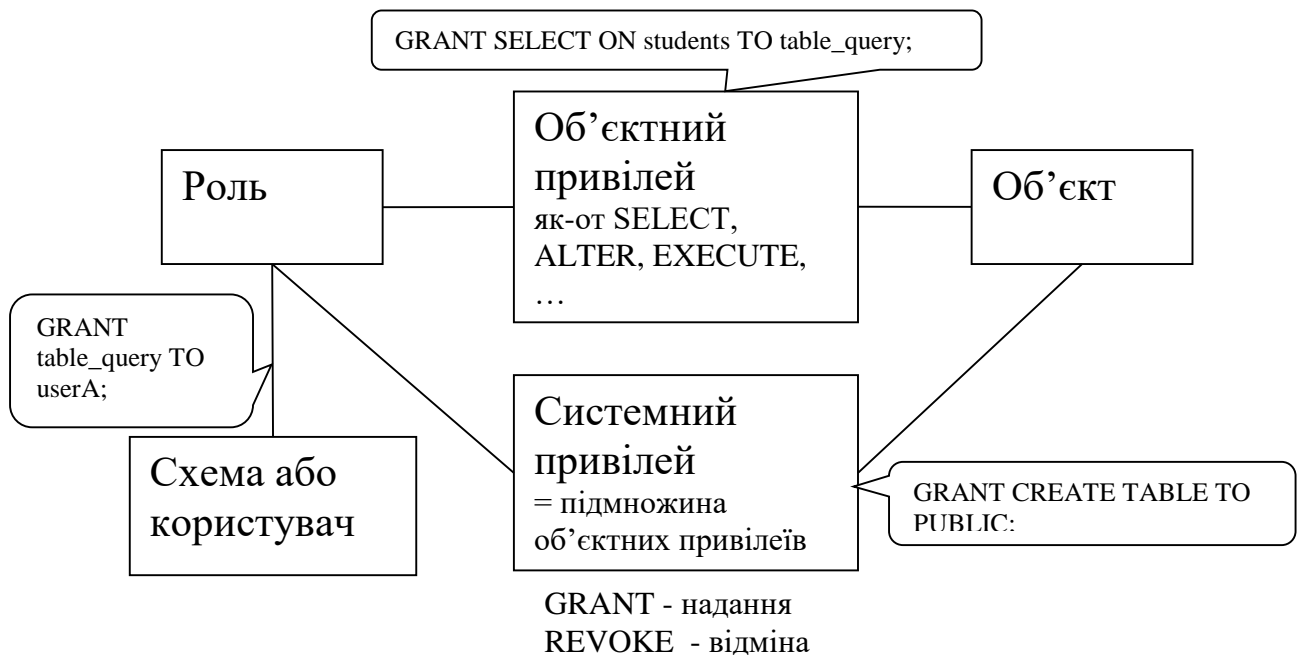 GRANT SELECT ON students TO table_query;
Об’єктний
привілей
як-от SELECT,
ALTER, EXECUTE,
…
Роль
Об’єкт
GRANT
table_query TO
userA;
Схема або
користувач
Системний
привілей
= підмножина
об’єктних привілеїв
GRANT CREATE TABLE TO
PUBLIC;
GRANT - надання
REVOKE - відміна